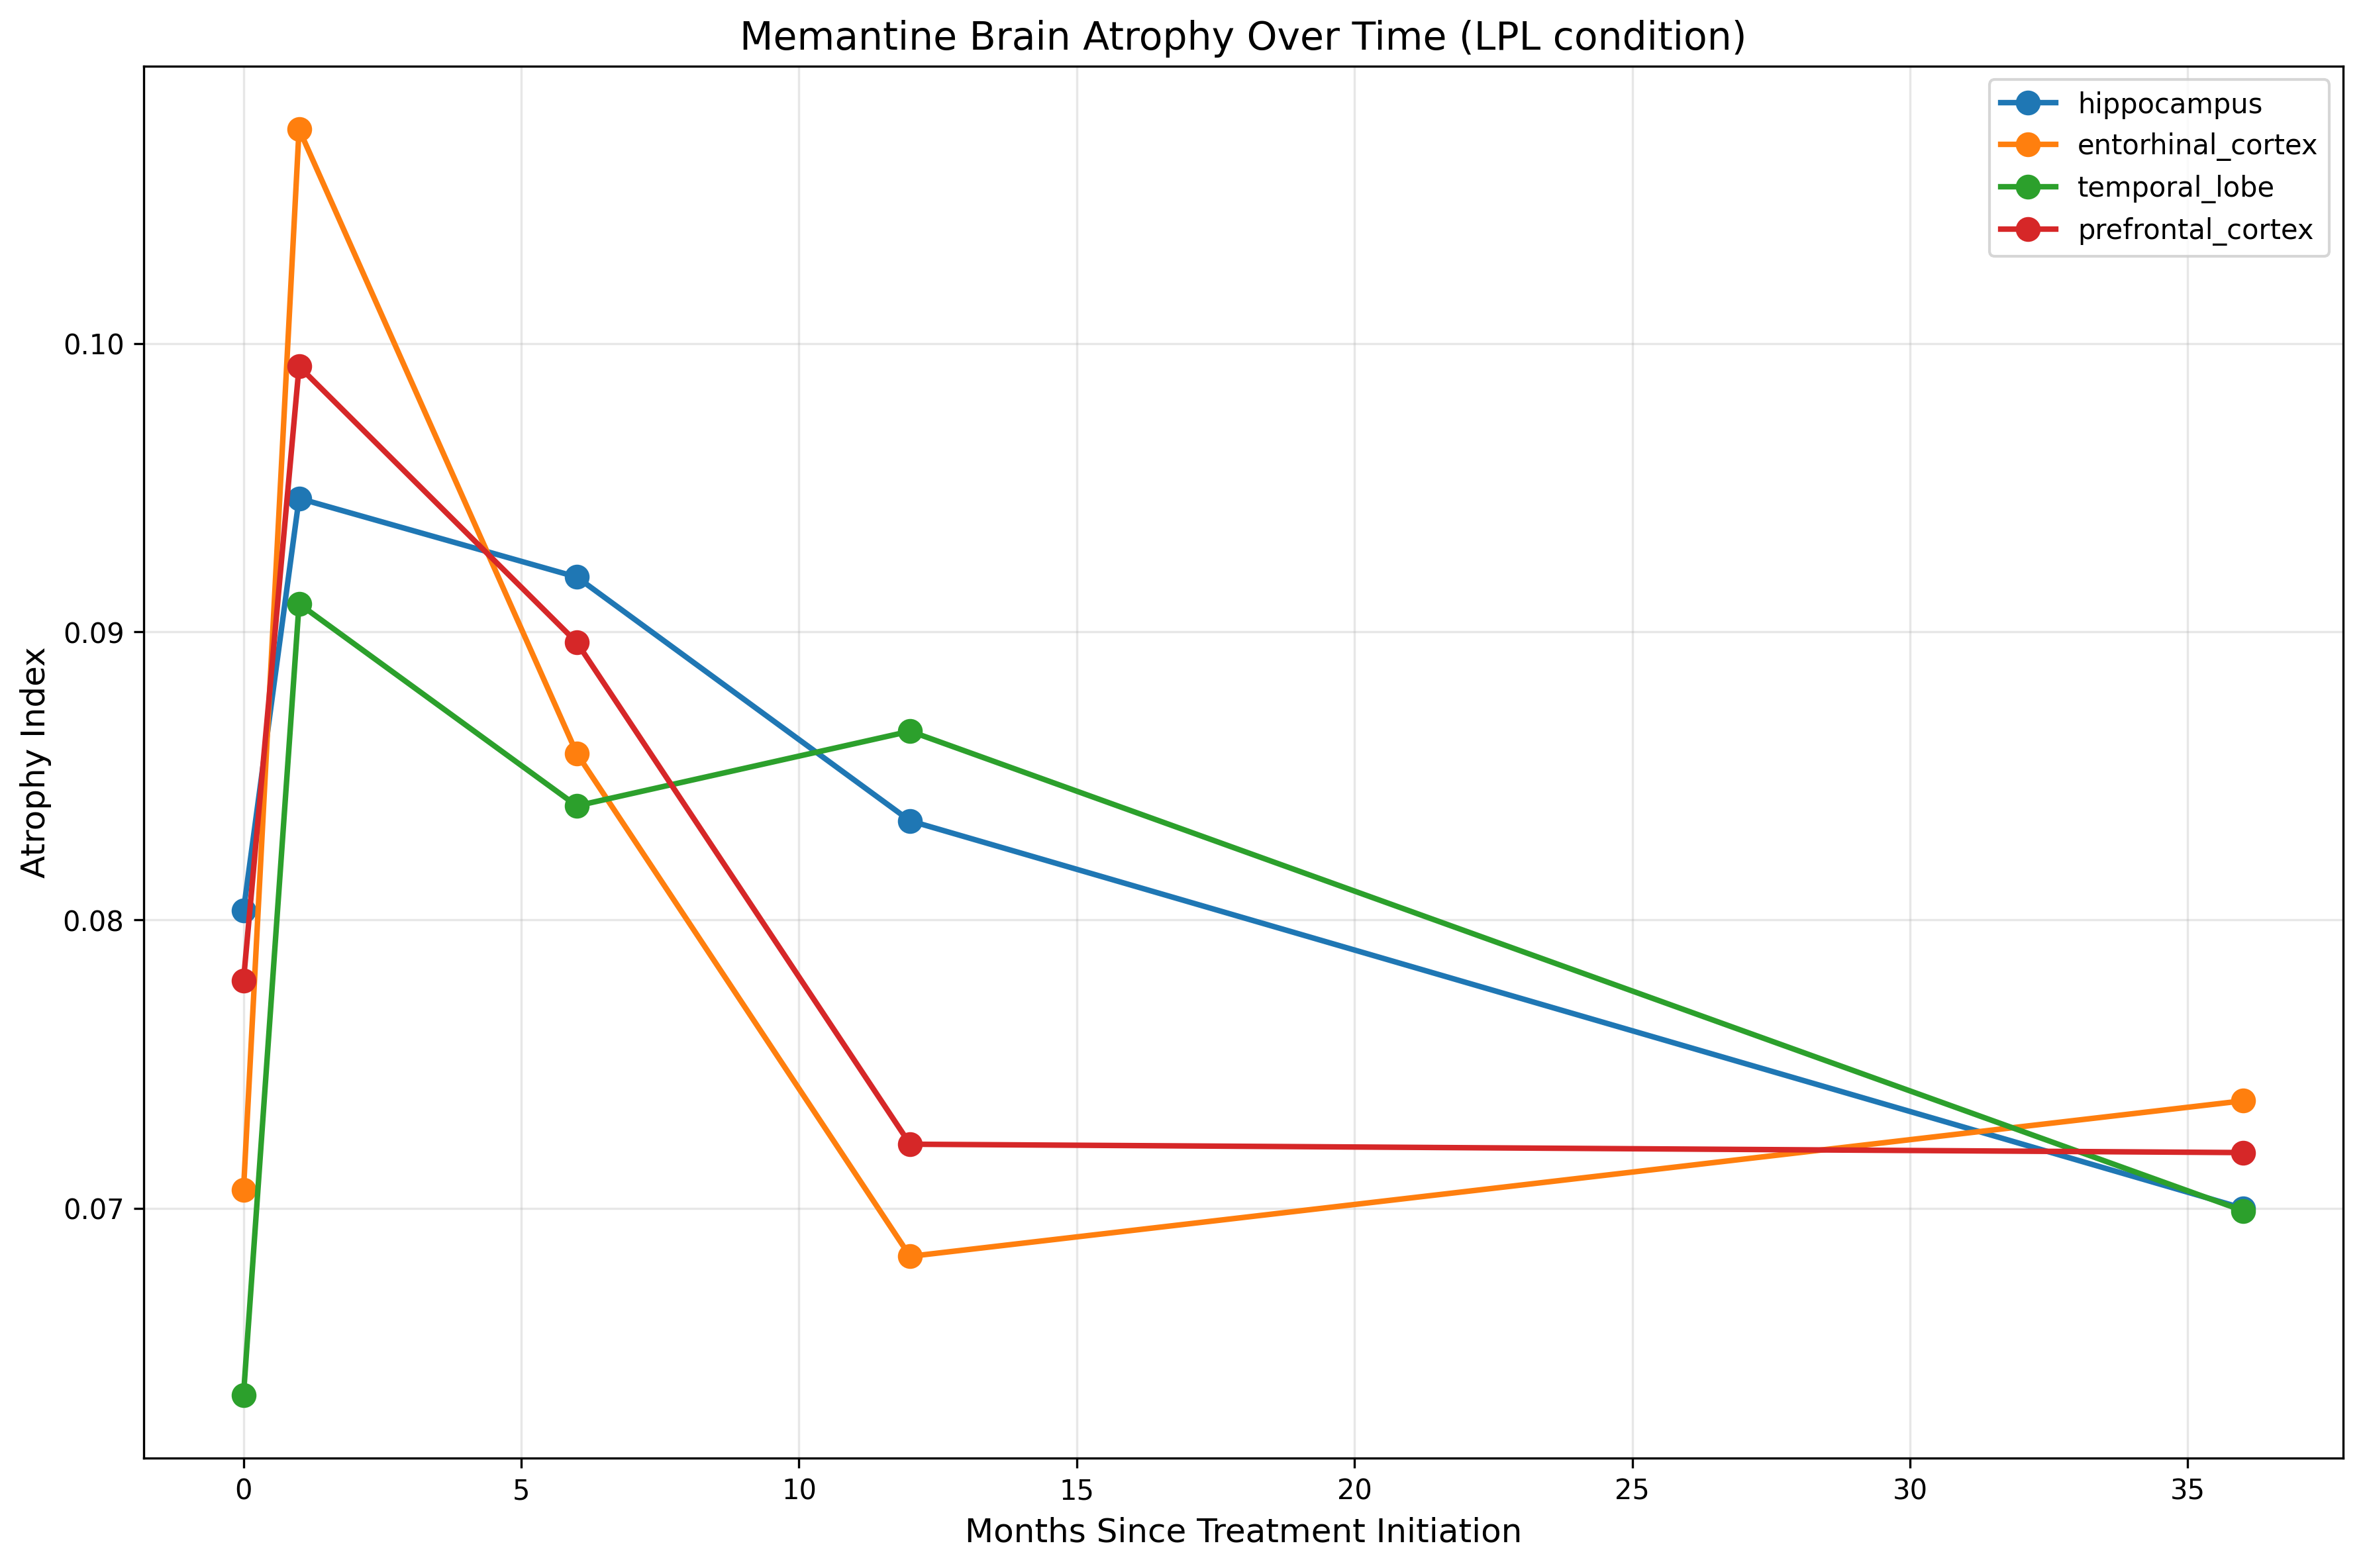 Memantine Brain Atrophy Over Time (LPL condition)
hippocampus
entorhinal_cortex
temporal_lobe
prefrontal_cortex
Atrophy Index
0.10
0.09
0.08
0.07
0 5 10 15 20 25 30 35
Months Since Treatment Initiation